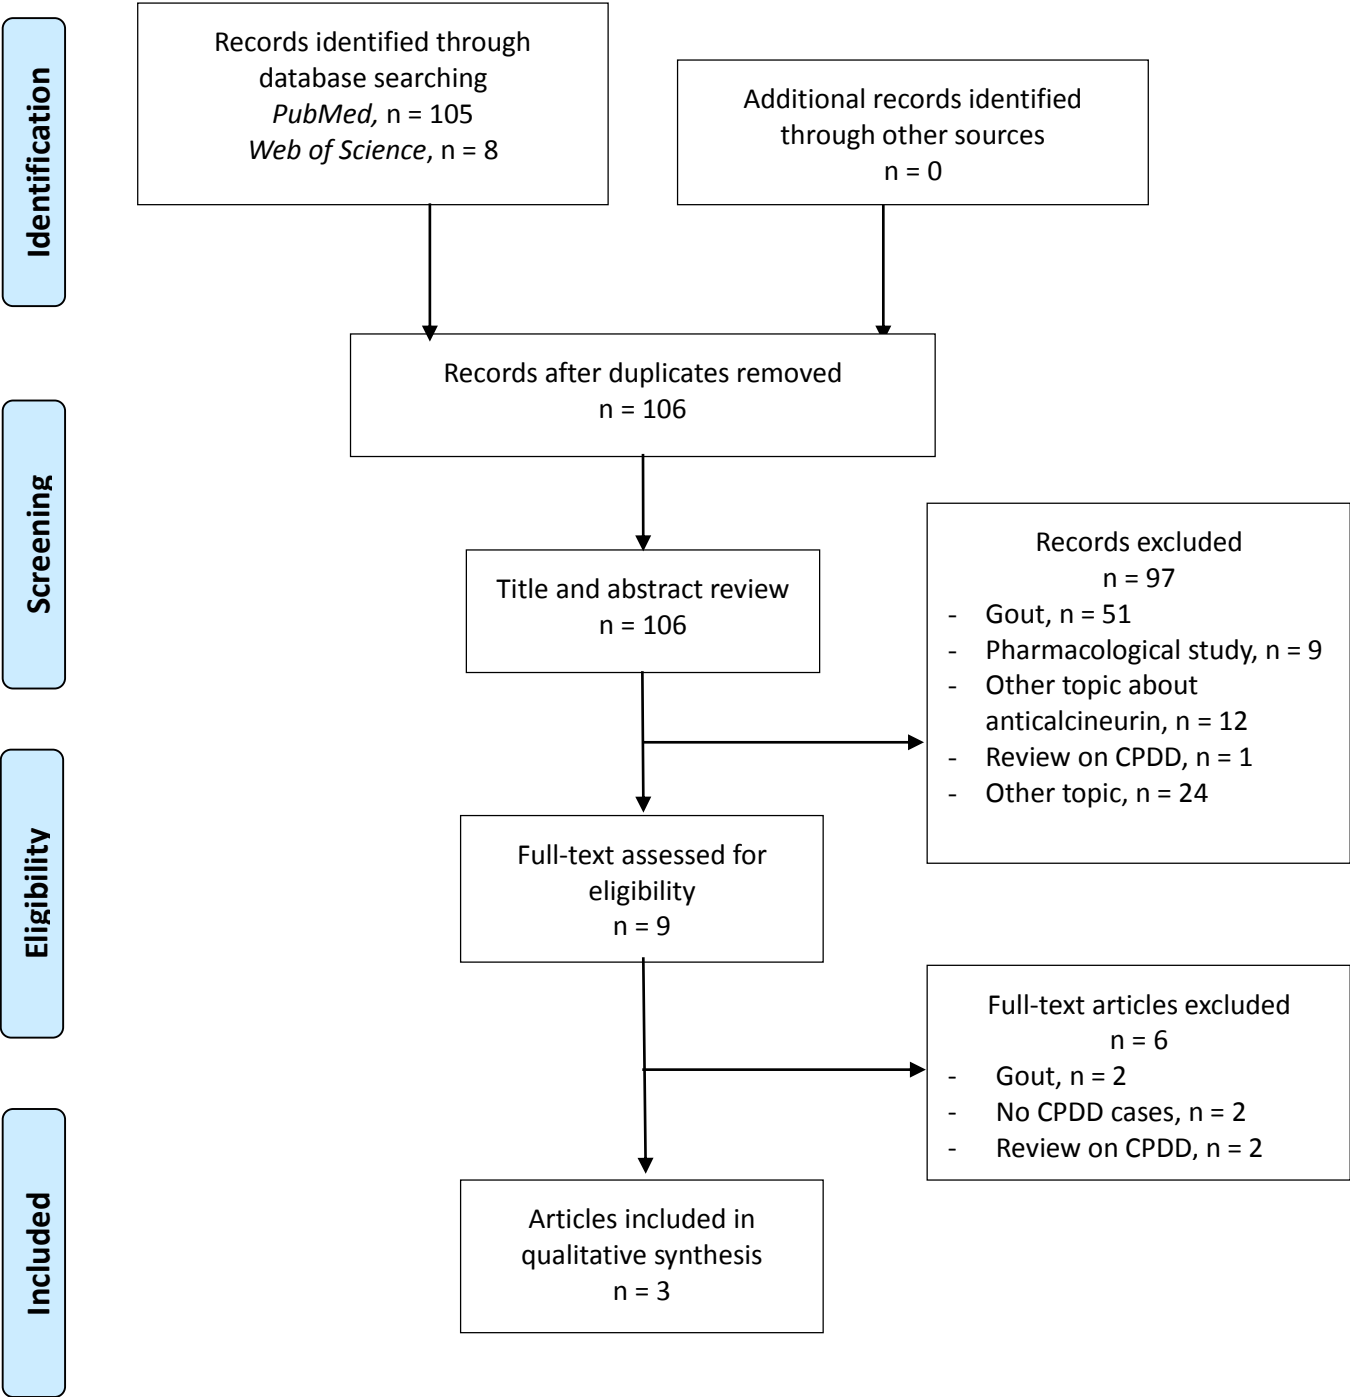 Identification
Records identified through
database searching
PubMed, n = 105
Web of Science, n = 8
Additional records identified
through other sources
n = 0
Records after duplicates removed
n = 106
Screening
Title and abstract review
n = 106
Records excluded
n = 97
- Gout, n = 51
- Pharmacological study, n = 9
- Other topic about
anticalcineurin, n = 12
- Review on CPDD, n = 1
- Other topic, n = 24
Eligibility
Full-text assessed for
eligibility
n = 9
Full-text articles excluded
n = 6
- Gout, n = 2
- No CPDD cases, n = 2
- Review on CPDD, n = 2
Included
Articles included in
qualitative synthesis
n = 3